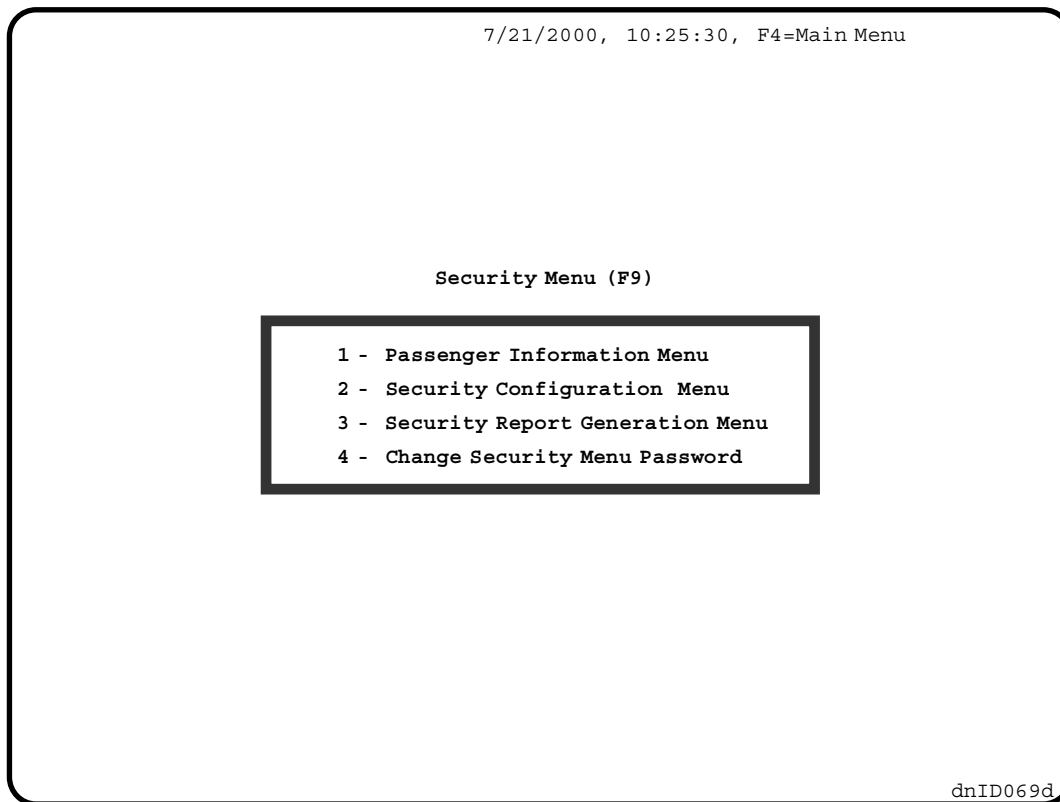 7/21/2000, 10:25:30, F4=Main Menu
Security Menu (F9)
1 - Passenger Information Menu
2 - Security Configuration Menu
3 - Security Report Generation Menu
4 - Change Security Menu Password
dnID069d